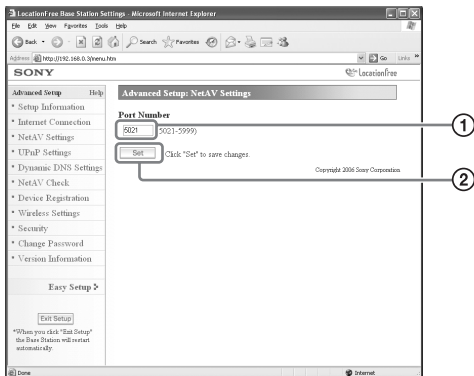 LocationFree Base Station Settings - Microsoft Internet Explorer
File Edit View Favorites Tools Help
Back Search Favorites
Address http://192.168.0.3/menu.htm Go Links »
SONY LocationFree
Advanced Setup Help
Advanced Setup: NetAV Settings
* Setup Information
* Internet Connection
* NetAV Settings
* UPnP Settings
* Dynamic DNS Settings
* NetAV Check
* Device Registration
* Wireless Settings
* Security
* Change Password
* Version Information
Easy Setup
Exit Setup
*When you click "Exit Setup"
the Base Station will restart
automatically.
Port Number
5021 5021-5999)
Set Click "Set" to save changes.
Copyright 2006 Sony Corporation
1
2
Done Internet